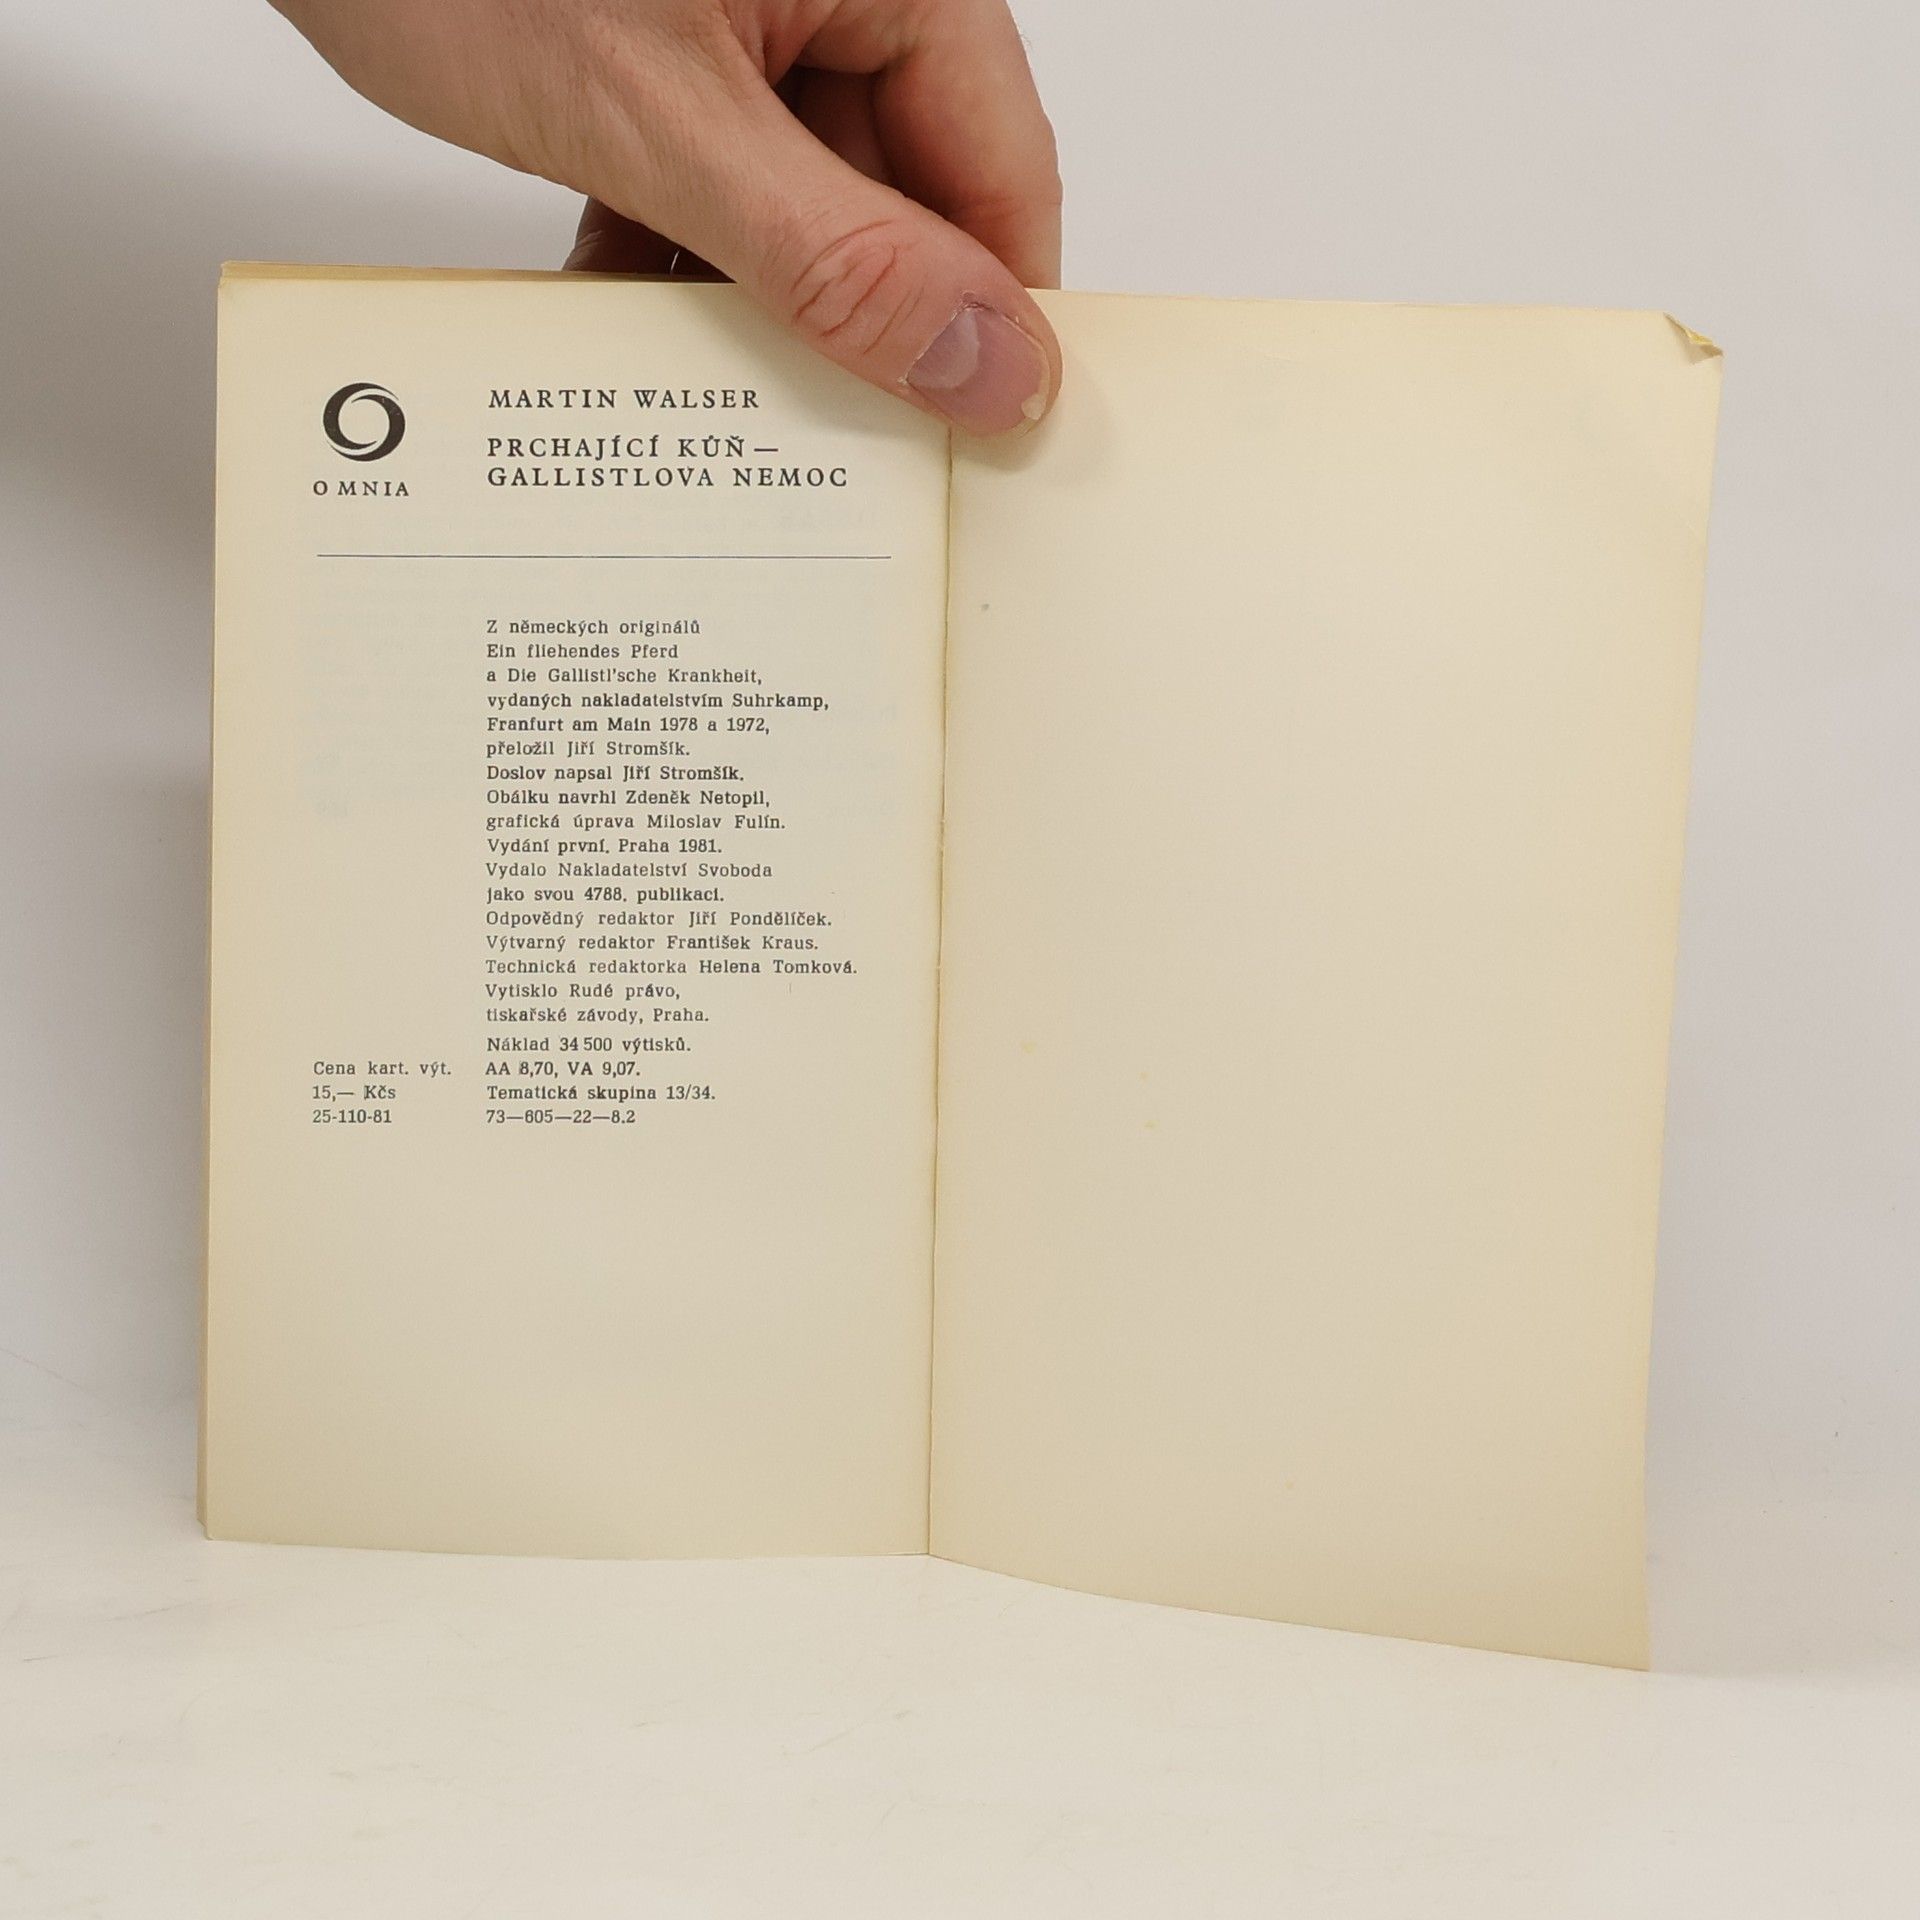 OMNIA
MARTIN WALSER
PRCHAJÍCÍ KŮŇ —
GALLISTLOVA NEMOC
Z německých originálů
Ein fliehendes Pferd
a Die Gallistl'sche Krankheit,
vydaných nakladatelstvím Suhrkamp,
Franfurt am Main 1978 a 1972,
přeložil Jiří Stromšík.
Doslov napsal Jiří Stromšík.
Obálku navrhl Zdeněk Netopil,
grafická úprava Miloslav Fulín.
Vydání první. Praha 1981.
Vydalo Nakladatelství Svoboda
jako svou 4788. publikaci.
Odpovědný redaktor Jiří Pondělíček.
Výtvarný redaktor František Kraus.
Technická redaktorka Helena Tomková.
Vytisklo Rudé právo,
tiskařské závody, Praha.
Náklad 34 500 výtisků.
AA 8,70, VA 9,07.
Tematická skupina 13/34.
73—605—22—8.2
Cena kart. výt.
15,— Kčs
25-110-81